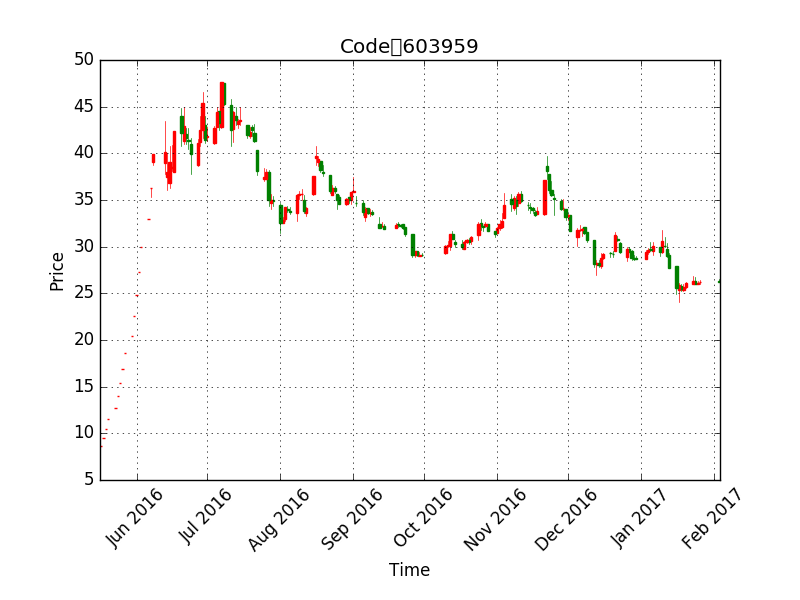 Code▯603959
50
45
40
35
30
25
20
15
10
5
Price
Jun 2016
Jul 2016
Aug 2016
Sep 2016
Oct 2016
Nov 2016
Dec 2016
Jan 2017
Feb 2017
Time